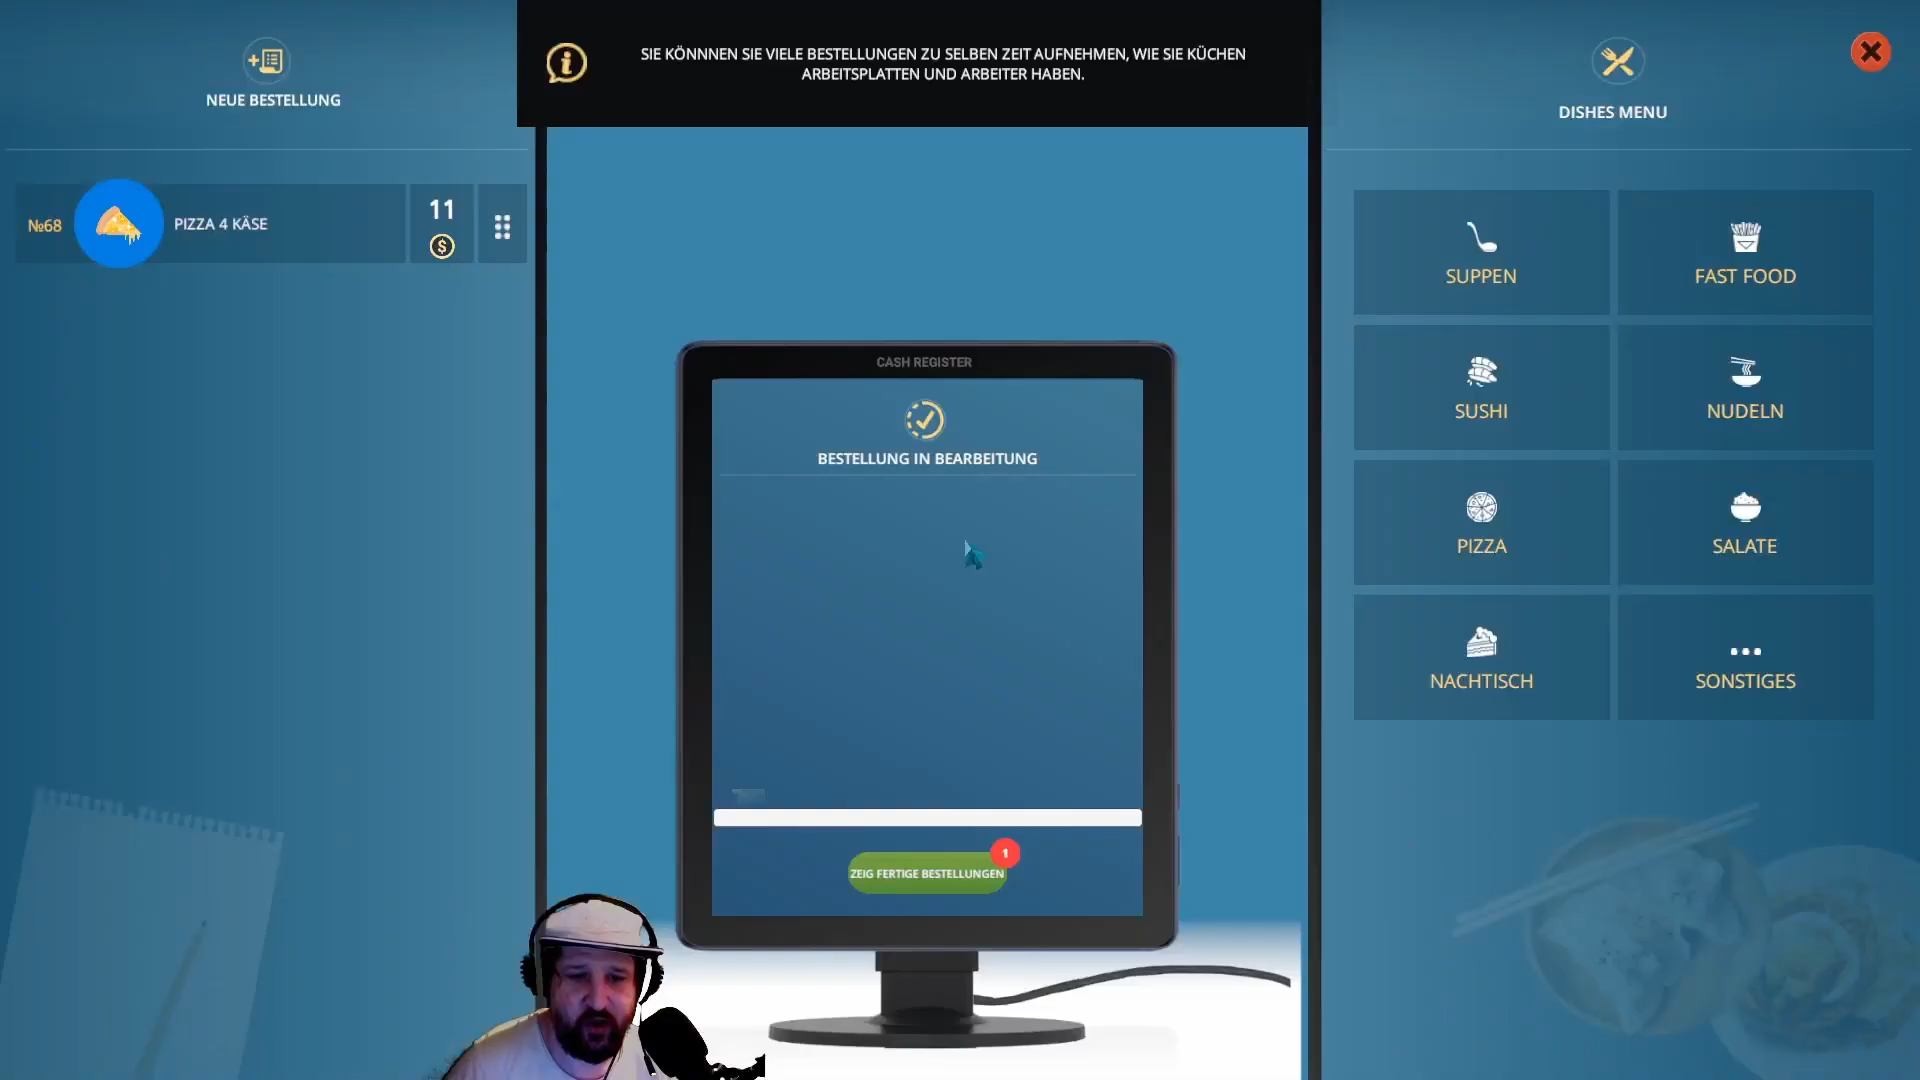 NEUE BESTELLUNG
№68
PIZZA 4 KÄSE
11
SIE KÖNNNEN SIE VIELE BESTELLUNGEN ZU SELBEN ZEIT AUFNEHMEN, WIE SIE KÜCHEN
ARBEITSPLATTEN UND ARBEITER HABEN.
CASH REGISTER
BESTELLUNG IN BEARBEITUNG
1
ZEIG FERTIGE BESTELLUNGEN
DISHES MENU
SUPPEN
FAST FOOD
SUSHI
NUDELN
PIZZA
SALATE
NACHTISCH
SONSTIGES